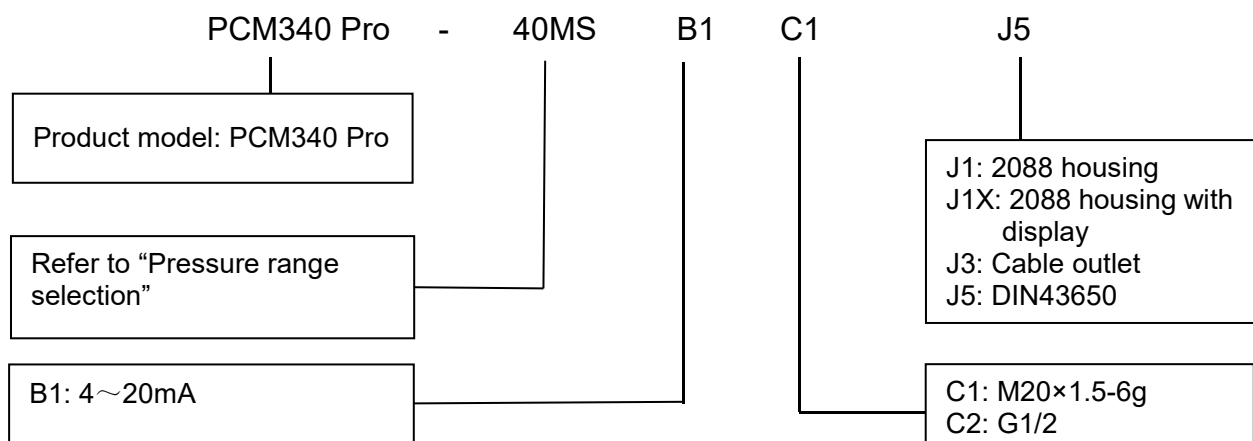 PCM340 Pro - 40MS B1 C1 J5
Product model: PCM340 Pro
Refer to “Pressure range
selection”
B1: 4～20mA
J1: 2088 housing
J1X: 2088 housing with
display
J3: Cable outlet
J5: DIN43650
C1: M20×1.5-6g
C2: G1/2